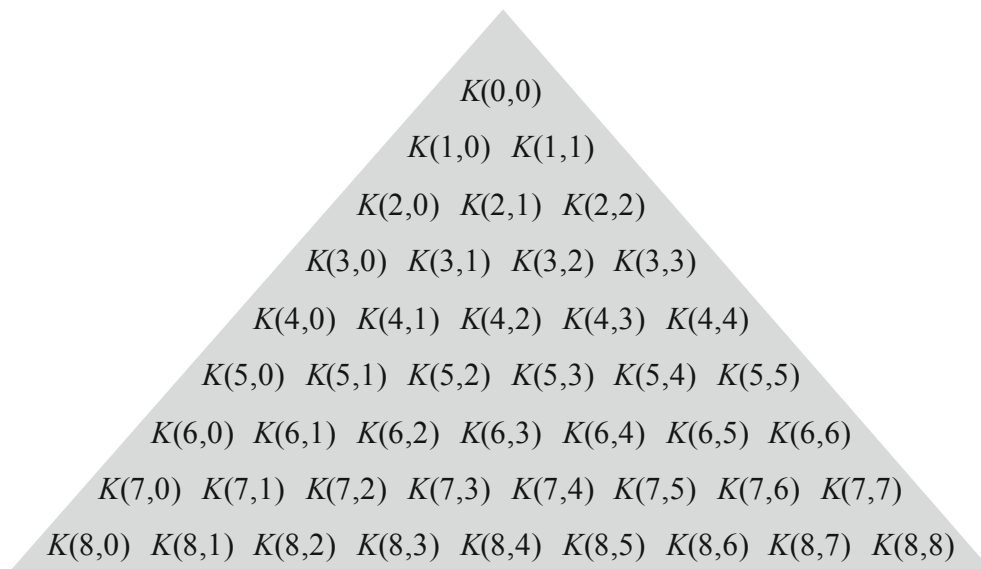 K(0,0)
K(1,0) K(1,1)
K(2,0) K(2,1) K(2,2)
K(3,0) K(3,1) K(3,2) K(3,3)
K(4,0) K(4,1) K(4,2) K(4,3) K(4,4)
K(5,0) K(5,1) K(5,2) K(5,3) K(5,4) K(5,5)
K(6,0) K(6,1) K(6,2) K(6,3) K(6,4) K(6,5) K(6,6)
K(7,0) K(7,1) K(7,2) K(7,3) K(7,4) K(7,5) K(7,6) K(7,7)
K(8,0) K(8,1) K(8,2) K(8,3) K(8,4) K(8,5) K(8,6) K(8,7) K(8,8)